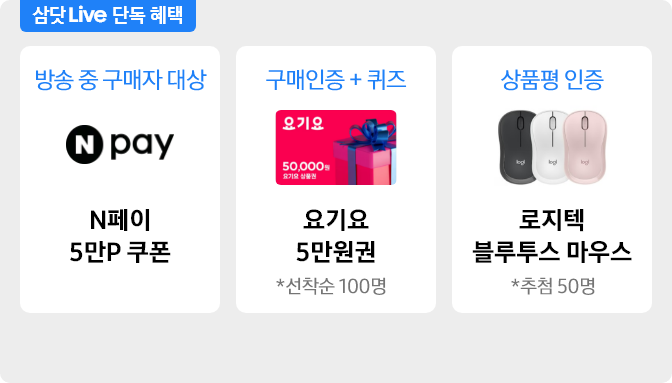 삼닷 Live 단독 혜택
방송 중 구매자 대상
N pay
N페이
5만P 쿠폰
구매인증 + 퀴즈
요기요
50,000원
요기요 상품권
요기요
5만원권
*선착순 100명
상품평 인증
logi
logi
logi
로지텍
블루투스 마우스
*추첨 50명